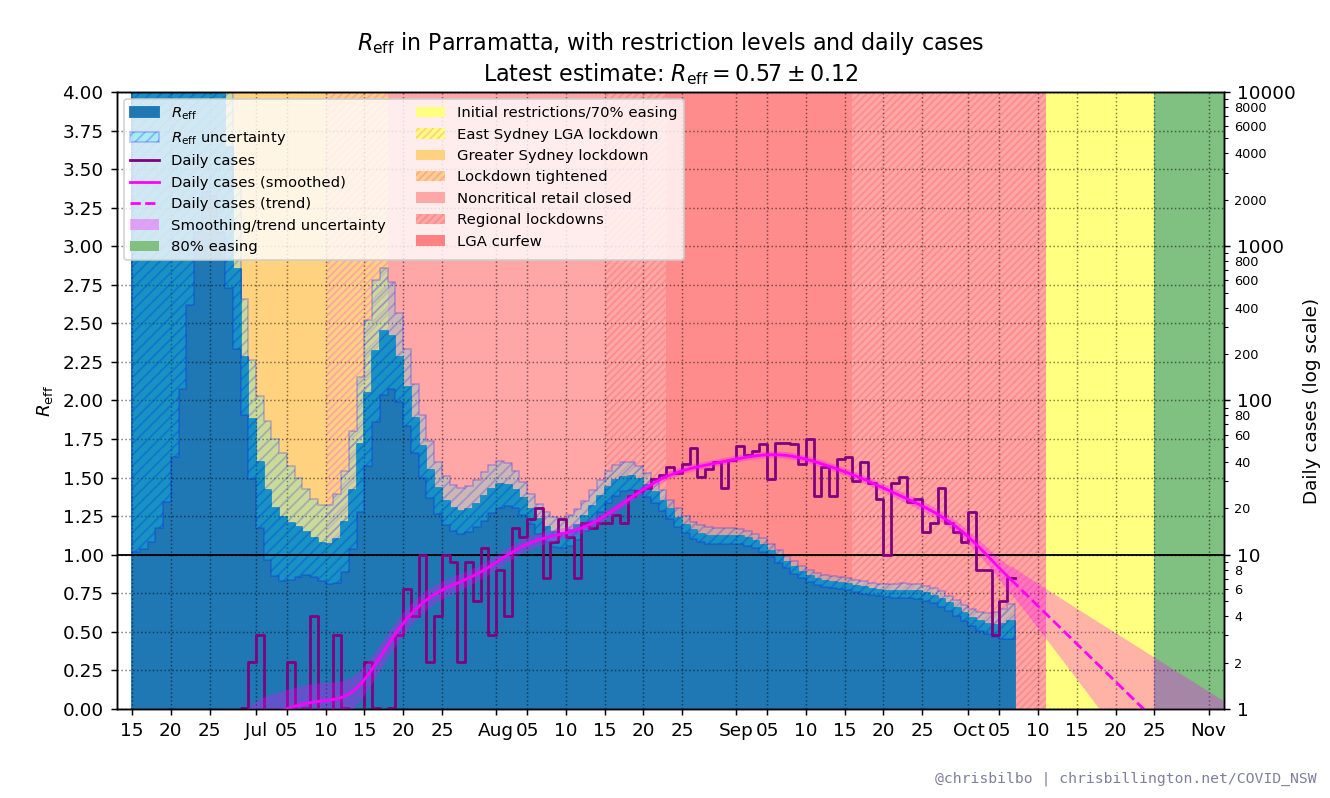 Reff in Parramatta, with restriction levels and daily cases
Latest estimate: Reff = 0.57 ± 0.12
Reff
Reff uncertainty
Daily cases
Daily cases (smoothed)
Daily cases (trend)
Smoothing/trend uncertainty
80% easing
Initial restrictions/70% easing
East Sydney LGA lockdown
Greater Sydney lockdown
Lockdown tightened
Noncritical retail closed
Regional lockdowns
LGA curfew
Reff
4.00
3.75
3.50
3.25
3.00
2.75
2.50
2.25
2.00
1.75
1.50
1.25
1.00
0.75
0.50
0.25
0.00
10000
8000
6000
4000
2000
1000
800
600
400
200
100
80
60
40
20
10
8
6
4
2
1
Daily cases (log scale)
15 20 25 Jul 05 10 15 20 25 Aug 05 10 15 20 25 Sep 05 10 15 20 25 Oct 05 10 15 20 25 Nov
@chrisbilbo | chrisbillington.net/COVID_NSW